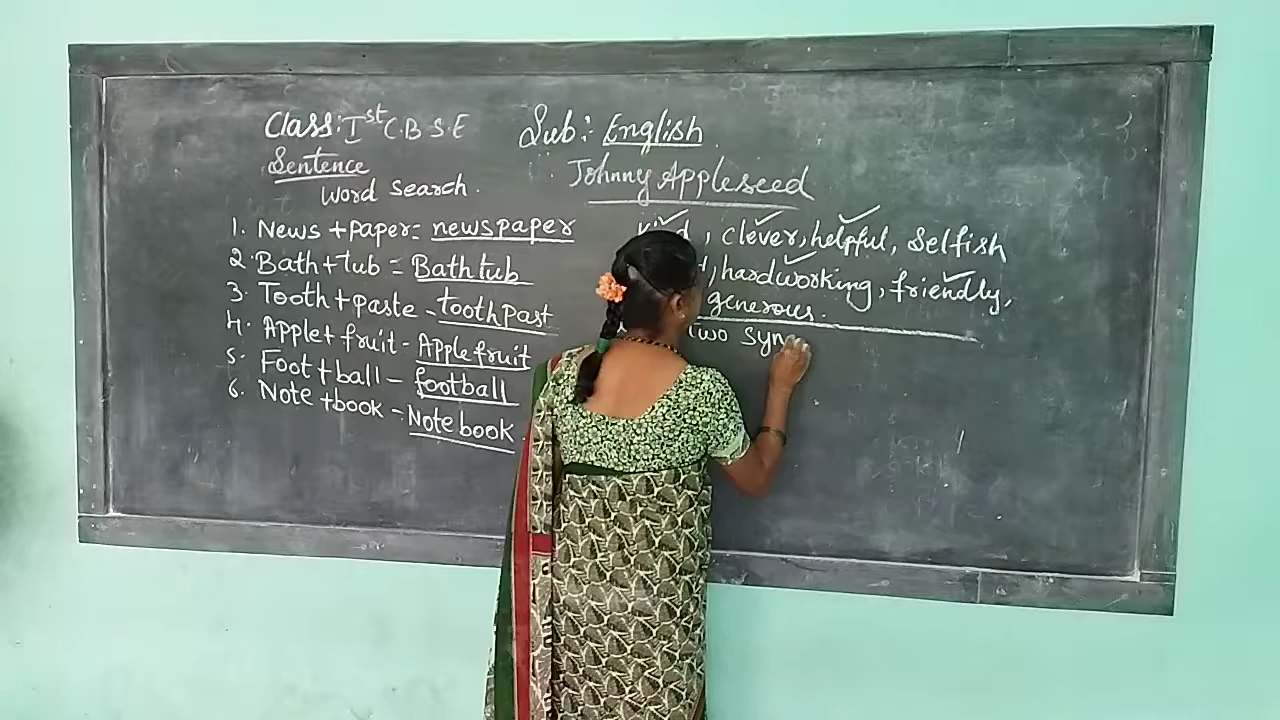 Class: Ist C.B.S.E
Sub: English
Sentence
Johnny Appleseed
Word search.
1. News + paper = newspaper
2. Bath + tub = Bathtub
3. Tooth + paste - toothpast
4. Apple + fruit - Applefruit
5. Foot + ball - football
6. Note + book - Notebook
kind, clever, helpful, Selfish
, hardworking, friendly,
generous.
Two syn